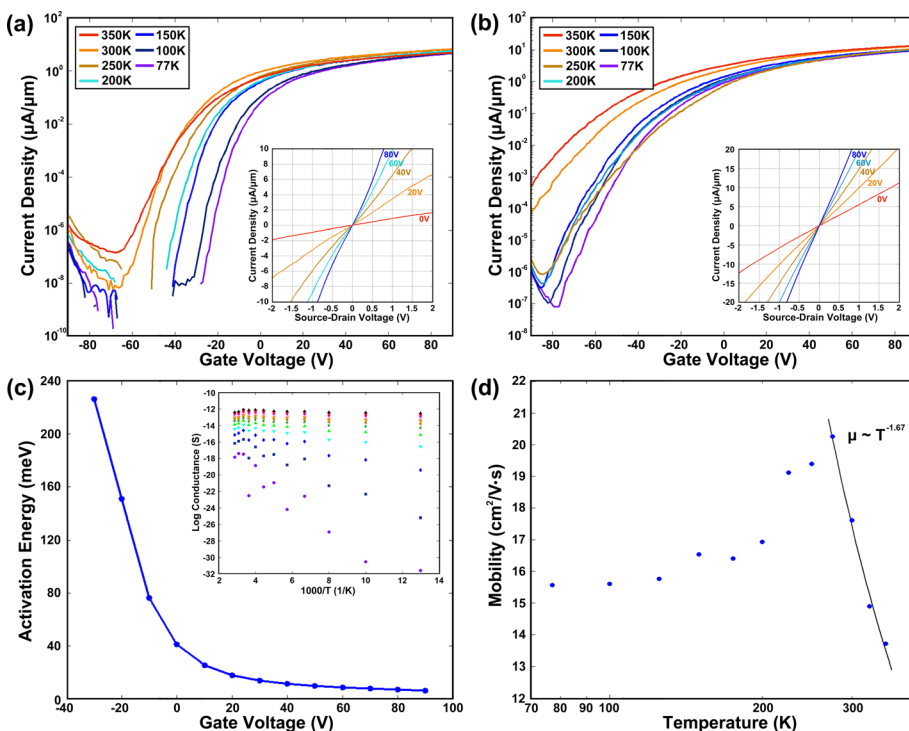 (a)
350K 150K
300K 100K
250K 77K
200K
10^2
10^0
10^-2
10^-4
10^-6
10^-8
10^-10
Current Density (μA/μm)
-80 -60 -40 -20 0 20 40 60 80
Gate Voltage (V)
10
8
6
4
2
0
-2
-4
-6
-8
-10
Current Density (μA/μm)
80V
60V
40V
20V
0V
-2 -1.5 -1 -0.5 0 0.5 1 1.5 2
Source-Drain Voltage (V)
(b)
350K 150K
300K 100K
250K 77K
200K
10^2
10^1
10^0
10^-1
10^-2
10^-3
10^-4
10^-5
10^-6
10^-7
10^-8
Current Density (μA/μm)
-80 -60 -40 -20 0 20 40 60 80
Gate Voltage (V)
20
15
10
5
0
-5
-10
-15
-20
Current Density (μA/μm)
80V
60V
40V
20V
0V
-2 -1.5 -1 -0.5 0 0.5 1 1.5 2
Source-Drain Voltage (V)
(c)
240
200
160
120
80
40
0
Activation Energy (meV)
-40 -20 0 20 40 60 80 100
Gate Voltage (V)
-10
-12
-14
-16
-18
-20
-22
-24
-26
-28
-30
-32
Log Conductance (S)
2 4 6 8 10 12 14
1000/T (1/K)
(d)
22
21
20
19
18
17
16
15
14
13
12
Mobility (cm²/V·s)
μ ~ T^-1.67
70 80 90 100 200 300
Temperature (K)